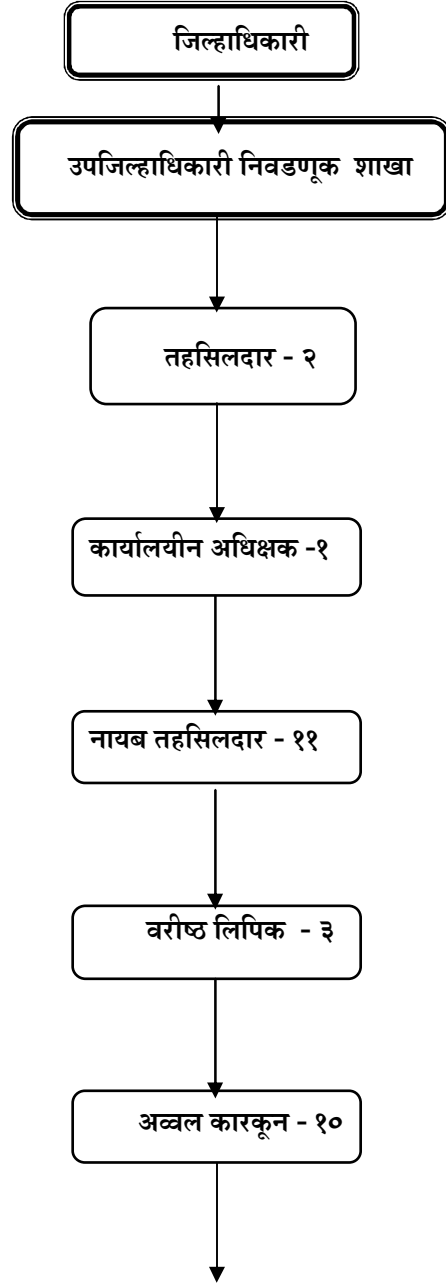 जिल्हाधिकारी
उपजिल्हाधिकारी निवडणूक शाखा
तहसिलदार - २
कार्यालयीन अधिक्षक -१
नायब तहसिलदार - ११
वरीष्ठ लिपिक - ३
अव्वल कारकून - १०